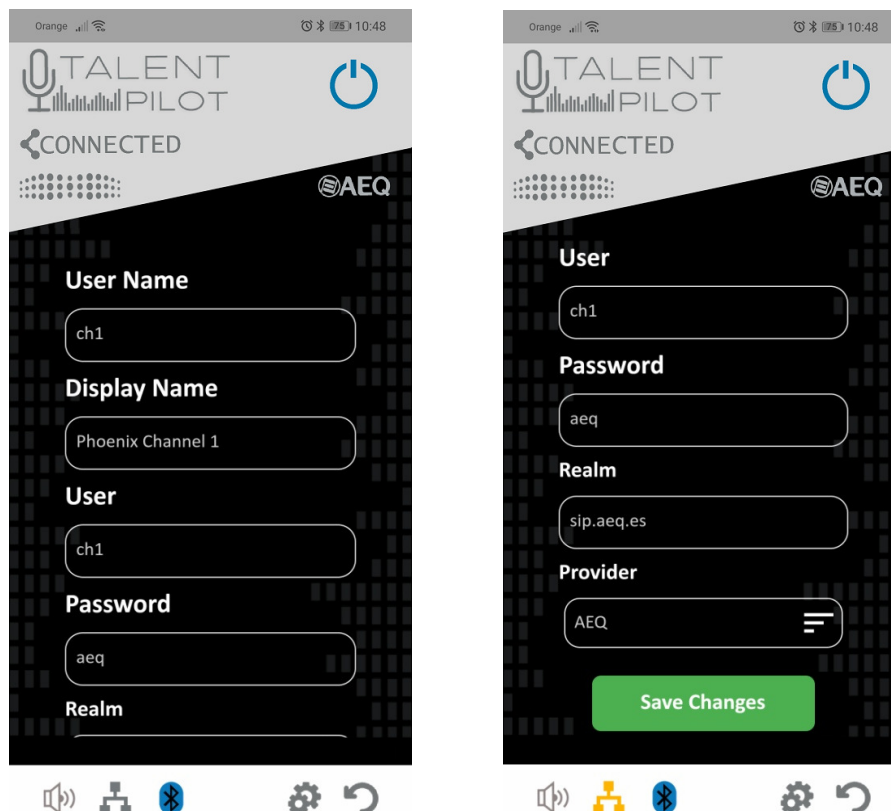 Orange 75 10:48
TALENT
PILOT
CONNECTED
AEQ
User Name
ch1
Display Name
Phoenix Channel 1
User
ch1
Password
aeq
Realm
Orange 75 10:48
TALENT
PILOT
CONNECTED
AEQ
User
ch1
Password
aeq
Realm
sip.aeq.es
Provider
AEQ
Save Changes